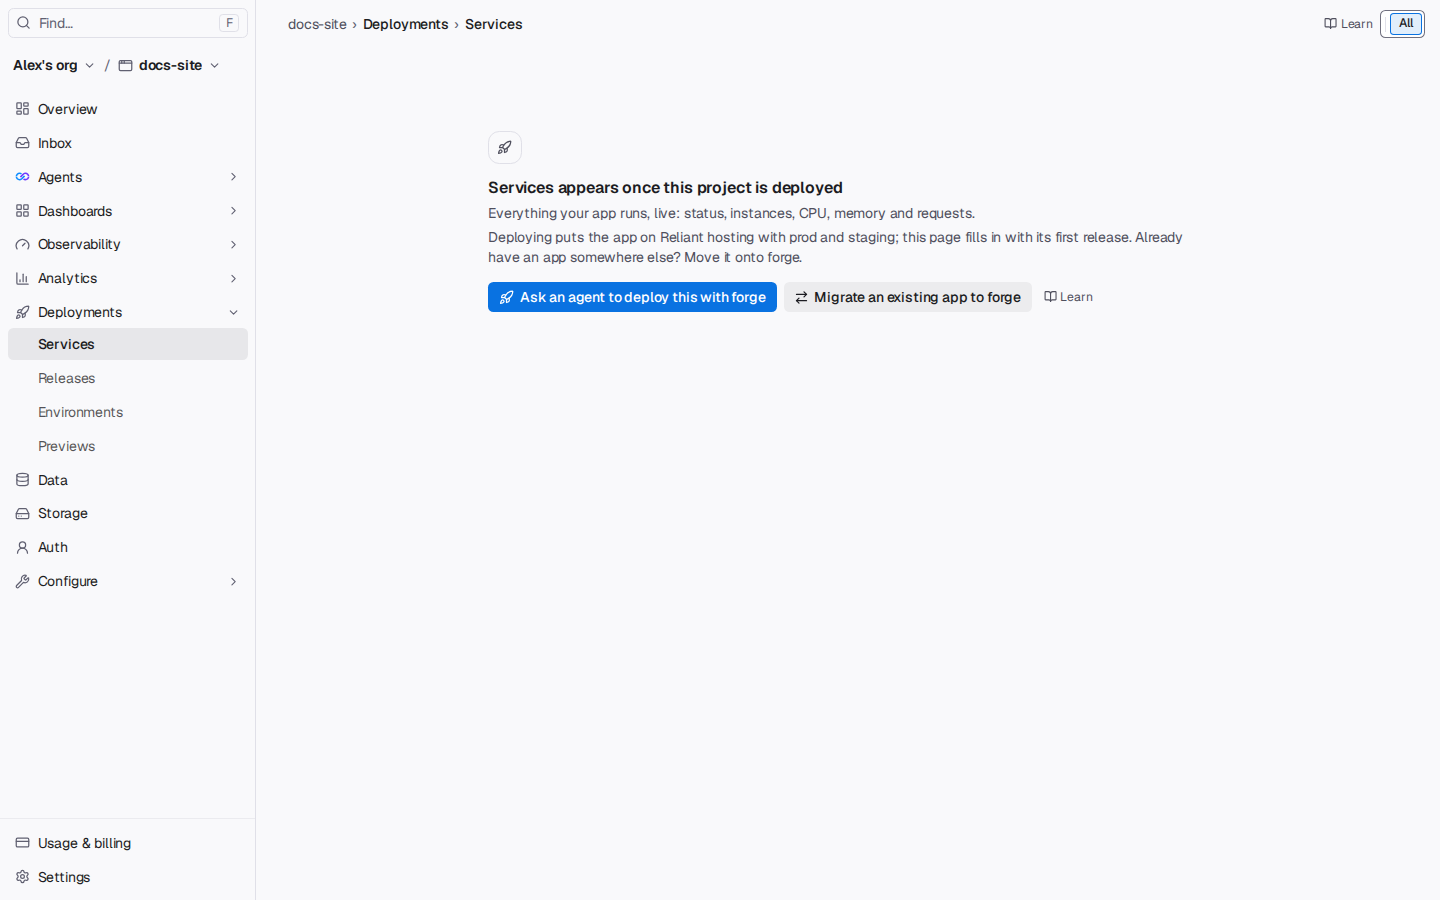 Find...
F
Alex's org / docs-site
Overview
Inbox
Agents
Dashboards
Observability
Analytics
Deployments
Services
Releases
Environments
Previews
Data
Storage
Auth
Configure
Usage & billing
Settings
docs-site › Deployments › Services
Learn
All
Services appears once this project is deployed
Everything your app runs, live: status, instances, CPU, memory and requests.
Deploying puts the app on Reliant hosting with prod and staging; this page fills in with its first release. Already
have an app somewhere else? Move it onto forge.
Ask an agent to deploy this with forge
Migrate an existing app to forge
Learn